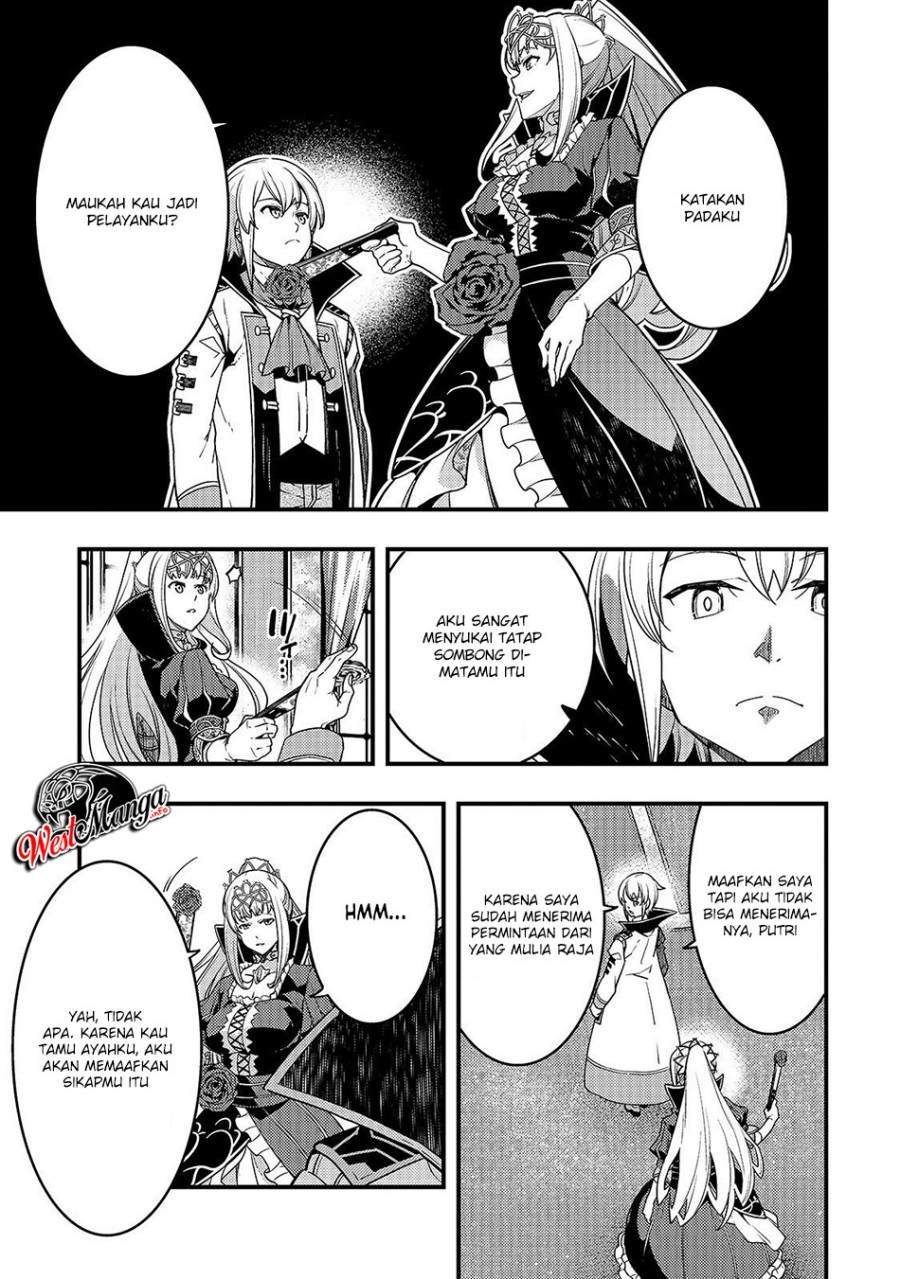 KATAKAN
PADAKU
MAUKAH KAU JADI
PELAYANKU?
AKU SANGAT
MENYUKAI TATAP
SOMBONG DI-
MATAMU ITU
MAAFKAN SAYA
TAPI AKU TIDAK
BISA MENERIMA-
NYA, PUTRI
KARENA SAYA
SUDAH MENERIMA
PERMINTAAN DARI
YANG MULIA RAJA
HMM...
YAH, TIDAK
APA. KARENA KAU
TAMU AYAHKU, AKU
AKAN MEMAAFKAN
SIKAPMU ITU
WestManga
.info